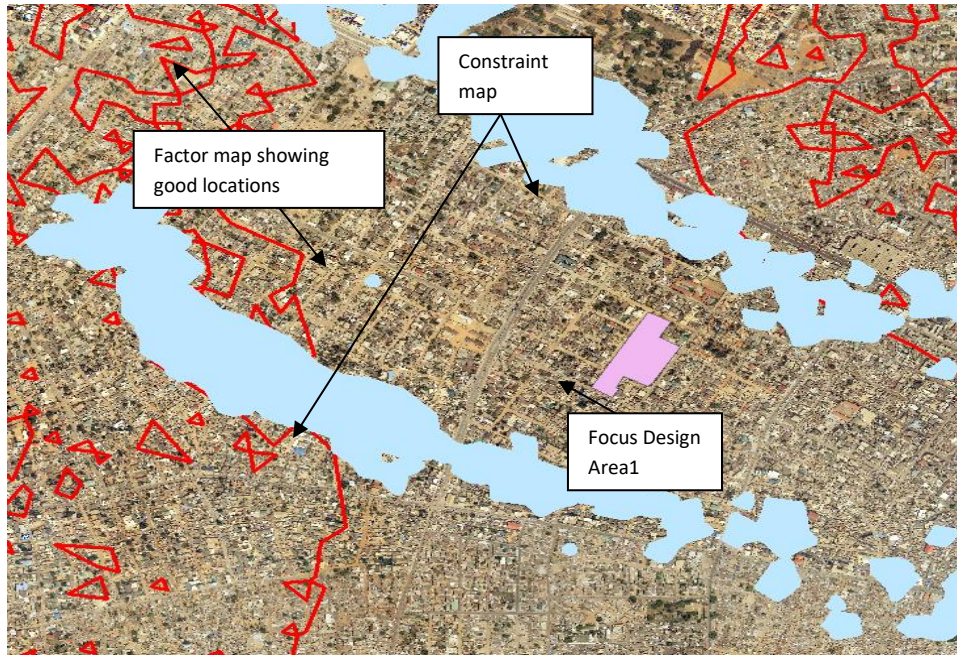 Constraint
map
Factor map showing
good locations
Focus Design
Area1